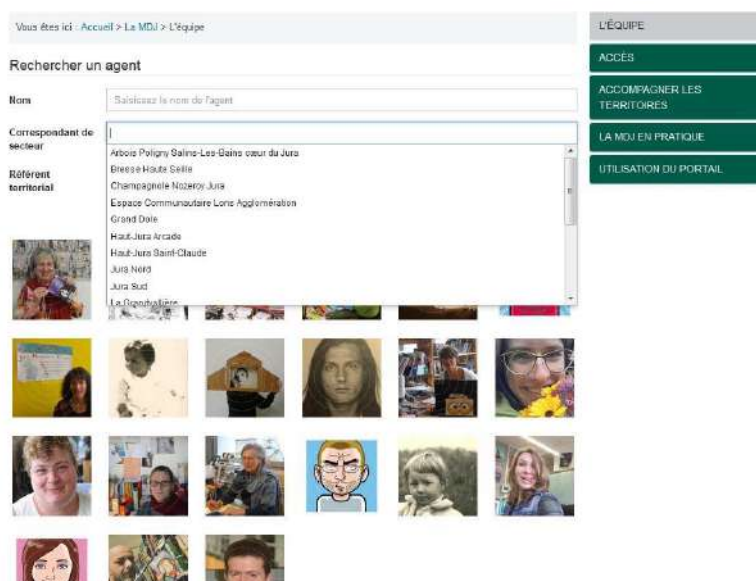 Vous êtes ici : Accueil > La MDJ > L'équipe
Rechercher un agent
Nom
Saisissez le nom de l'agent
Correspondant de
secteur
Arbois Poligny Salins-Les-Bains cœur du Jura
Bresse Haute Seille
Champagnole Nozeroy Jura
Espace Communautaire Lons Agglomération
Grand Dole
Haut-Jura Arcade
Haut-Jura Saint-Claude
Jura Nord
Jura Sud
La Grandvallière
Référent
territorial
L'ÉQUIPE
ACCÈS
ACCOMPAGNER LES
TERRITOIRES
LA MDJ EN PRATIQUE
UTILISATION DU PORTAIL